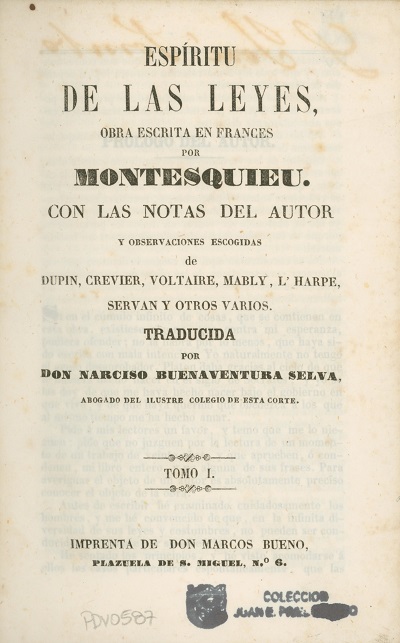 ESPÍRITU
DE LAS LEYES,
OBRA ESCRITA EN FRANCES
POR
MONTESQUIEU.
CON LAS NOTAS DEL AUTOR
Y OBSERVACIONES ESCOGIDAS
de
DUPIN, CREVIER, VOLTAIRE, MABLY, L' HARPE,
SERVAN Y OTROS VARIOS.
TRADUCIDA
POR
DON NARCISO BUENAVENTURA SELVA,
ABOGADO DEL ILUSTRE COLEGIO DE ESTA CORTE.
TOMO I.
IMPRENTA DE DON MARCOS BUENO,
PLAZUELA DE S. MIGUEL, N.º 6.
COLECCION
JUAN E.
PDV0587